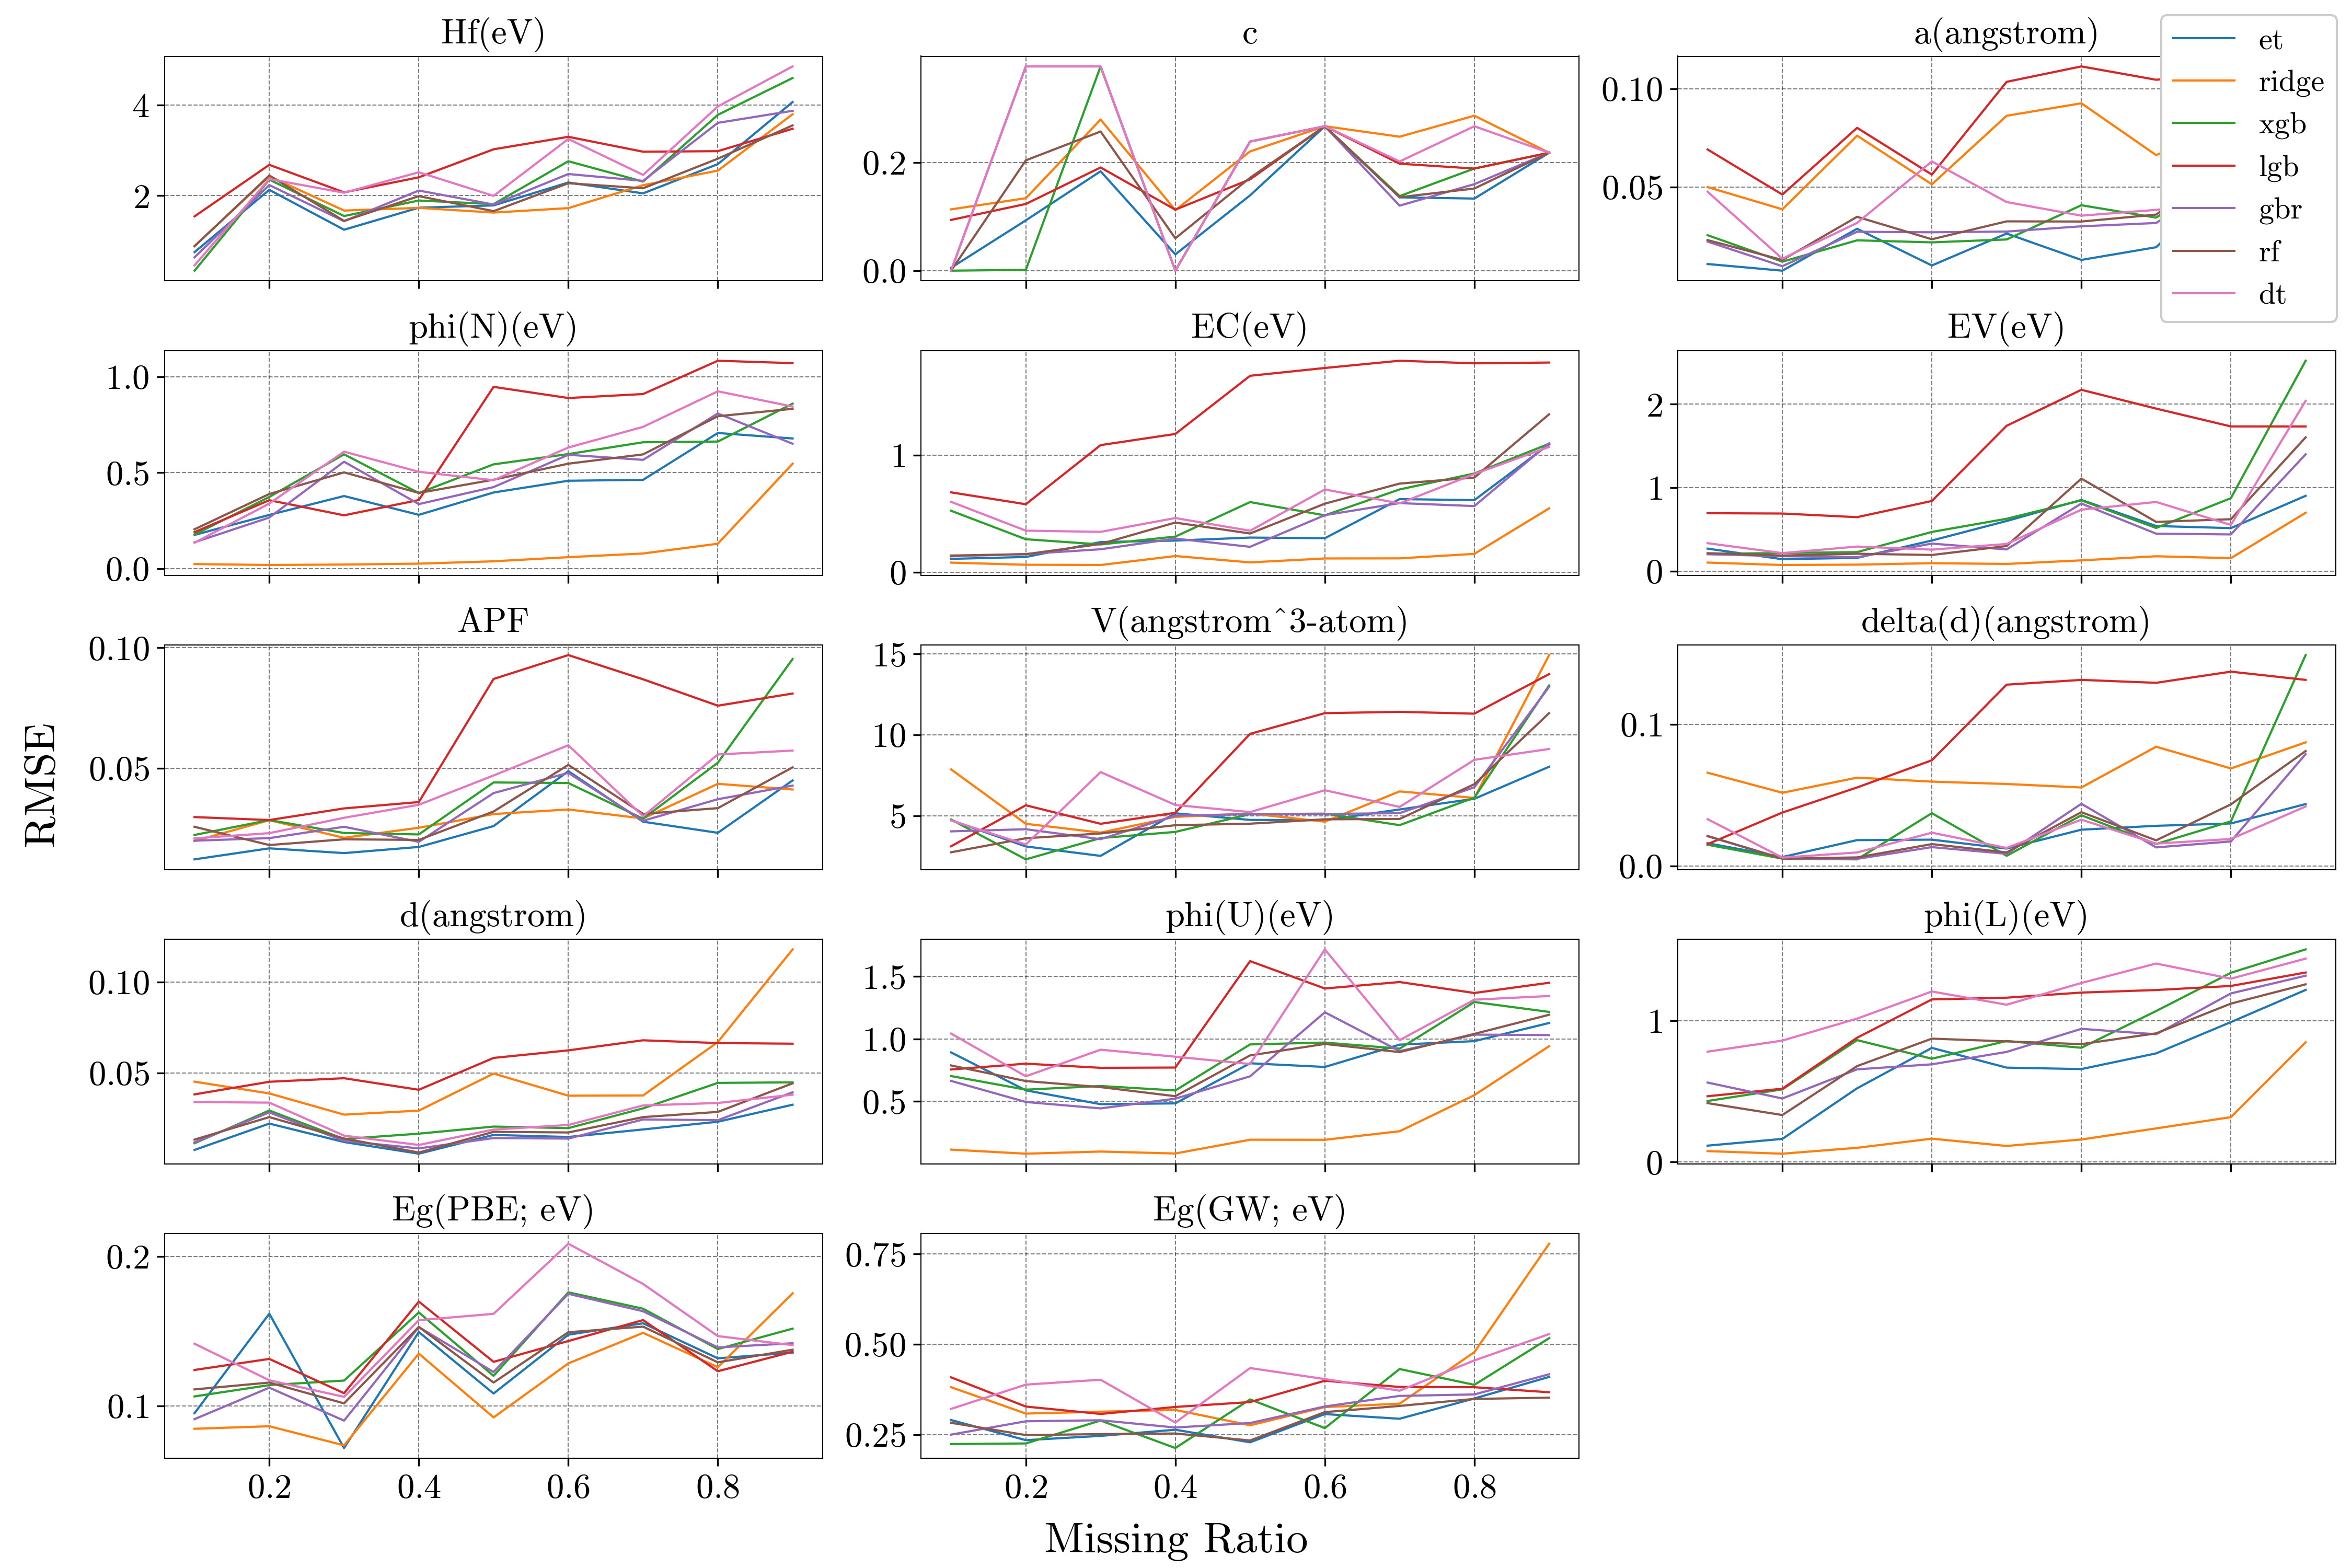 Hf(eV)
4
2
c
0.2
0.0
a(angstrom)
0.10
0.05
et
ridge
xgb
lgb
gbr
rf
dt
phi(N)(eV)
1.0
0.5
0.0
EC(eV)
1
0
EV(eV)
2
1
0
APF
0.10
0.05
V(angstrom^3-atom)
15
10
5
delta(d)(angstrom)
0.1
0.0
d(angstrom)
0.10
0.05
phi(U)(eV)
1.5
1.0
0.5
phi(L)(eV)
1
0
Eg(PBE; eV)
0.2
0.1
0.2 0.4 0.6 0.8
Eg(GW; eV)
0.75
0.50
0.25
0.2 0.4 0.6 0.8
RMSE
Missing Ratio